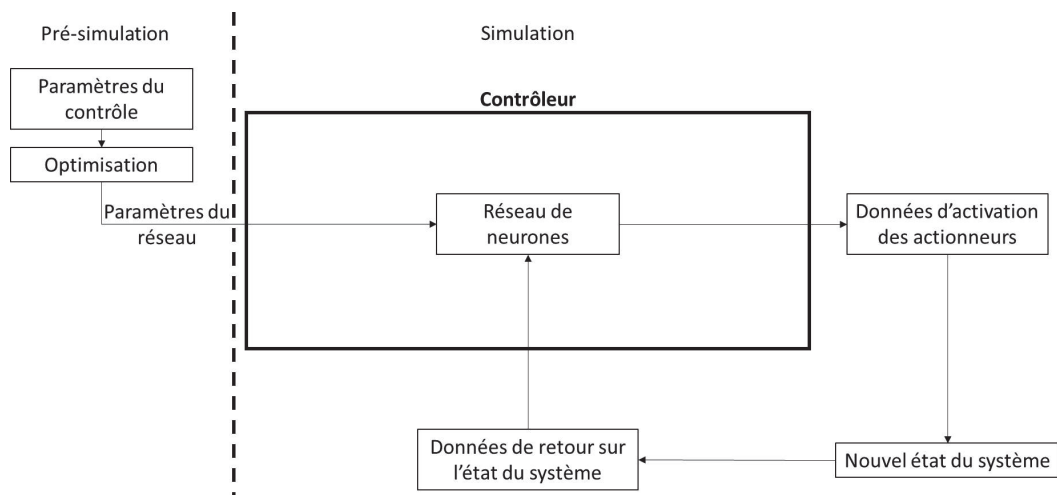 Pré-simulation
Simulation
Paramètres du
contrôle
Contrôleur
Optimisation
Paramètres du
réseau
Réseau de
neurones
Données d'activation
des actionneurs
Données de retour sur
l'état du système
Nouvel état du système